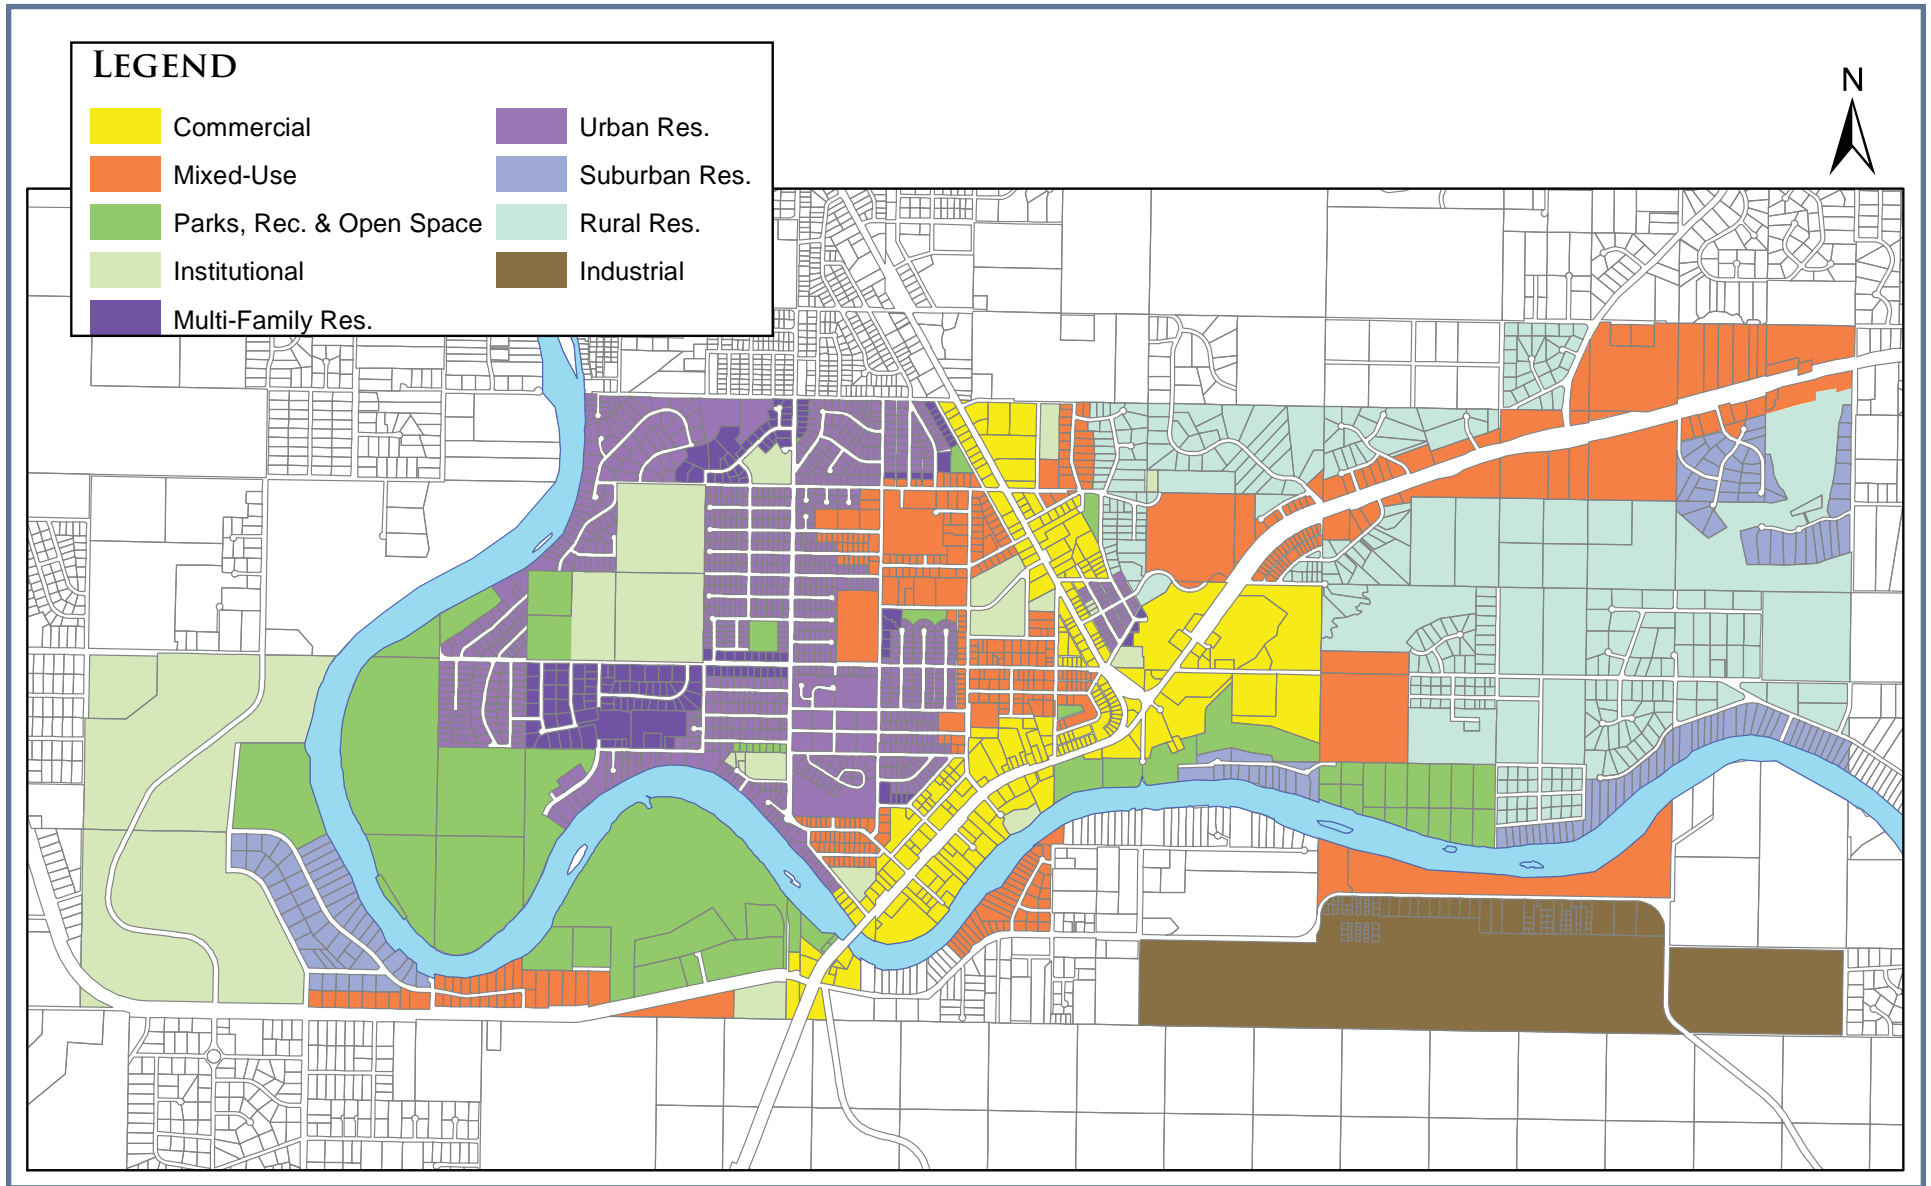 LEGEND
Commercial
Mixed-Use
Parks, Rec. & Open Space
Institutional
Multi-Family Res.
Urban Res.
Suburban Res.
Rural Res.
Industrial
N